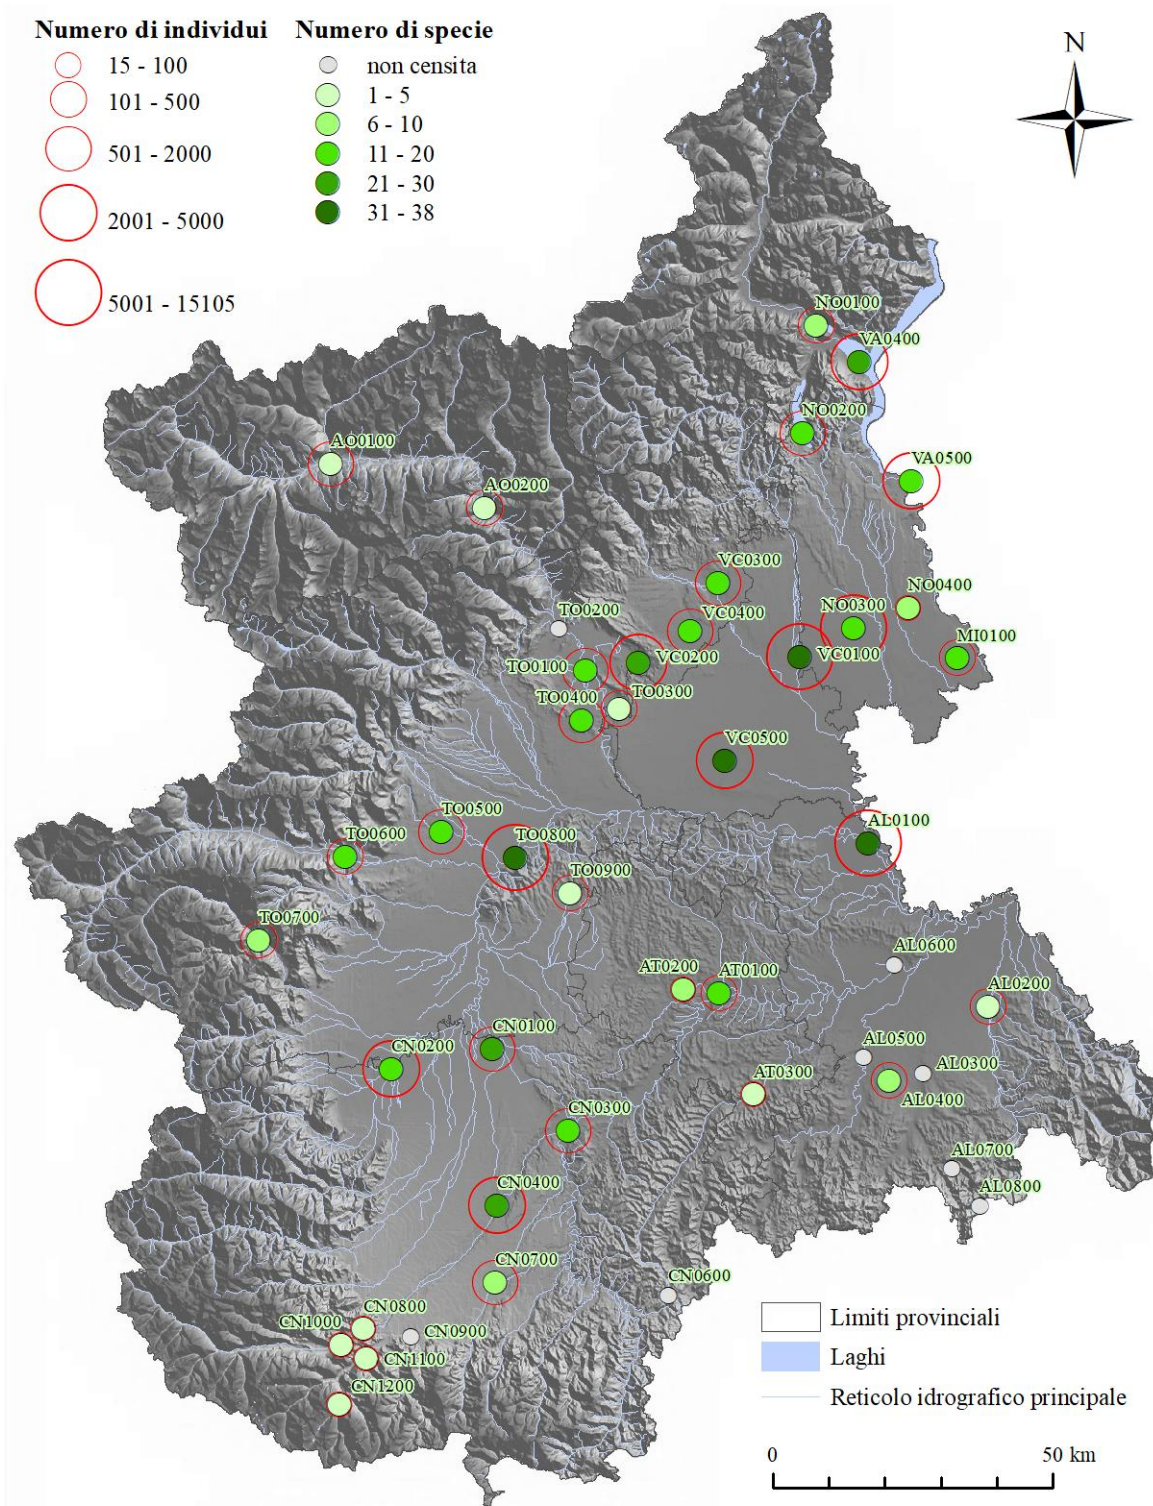 Numero di individui
15 - 100
101 - 500
501 - 2000
2001 - 5000
5001 - 15105
Numero di specie
non censita
1 - 5
6 - 10
11 - 20
21 - 30
31 - 38
N
NO0100
VA0400
NO0200
AO0100
VA0500
AO0200
VC0300
NO0400
TO0200
VC0400
NO0300
MI0100
VC0200
VC0100
TO0100
TO0300
TO0400
VC0500
TO0500
AL0100
TO0600
TO0800
TO0900
TO0700
AL0600
AT0200
AT0100
AL0200
CN0100
CN0200
AL0500
AT0300
AL0300
AL0400
CN0300
AL0700
CN0400
AL0800
CN0700
CN0600
CN0800
CN1000
CN0900
CN1100
CN1200
Limiti provinciali
Laghi
Reticolo idrografico principale
0
50 km